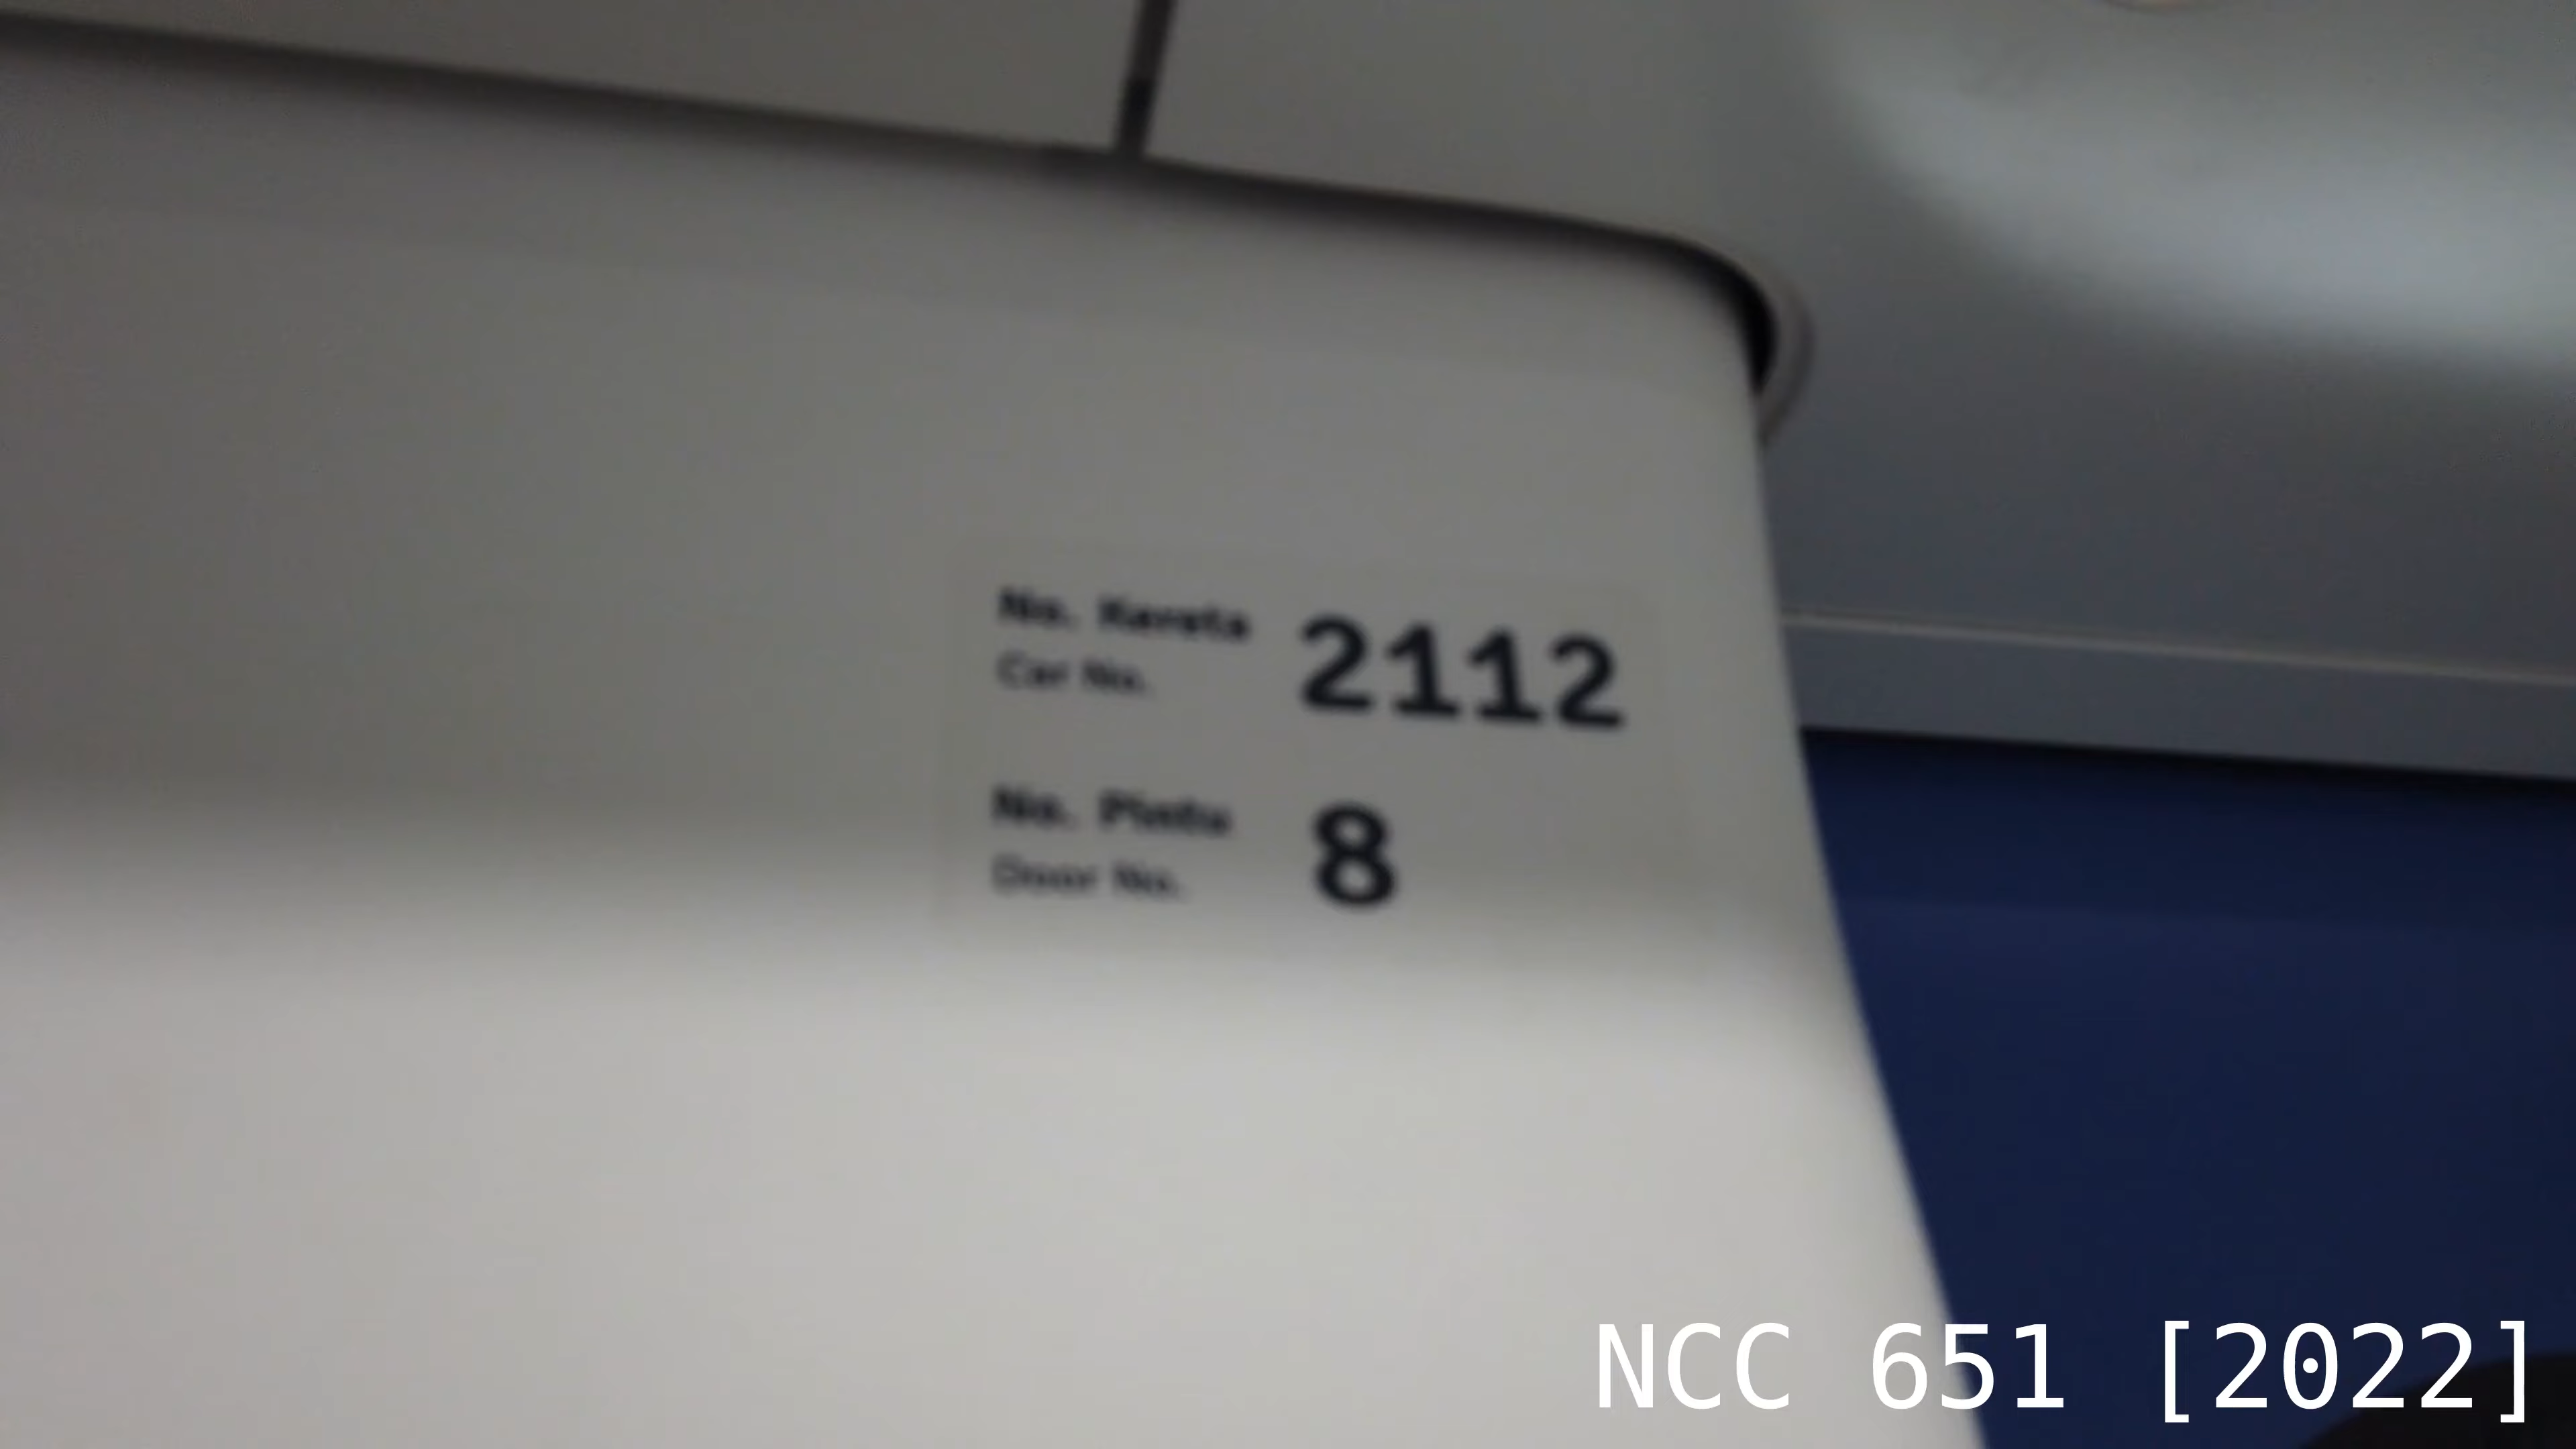 No. Kereta 2112
Car No.
No. Pintu 8
Door No.
NCC 651 [2022]